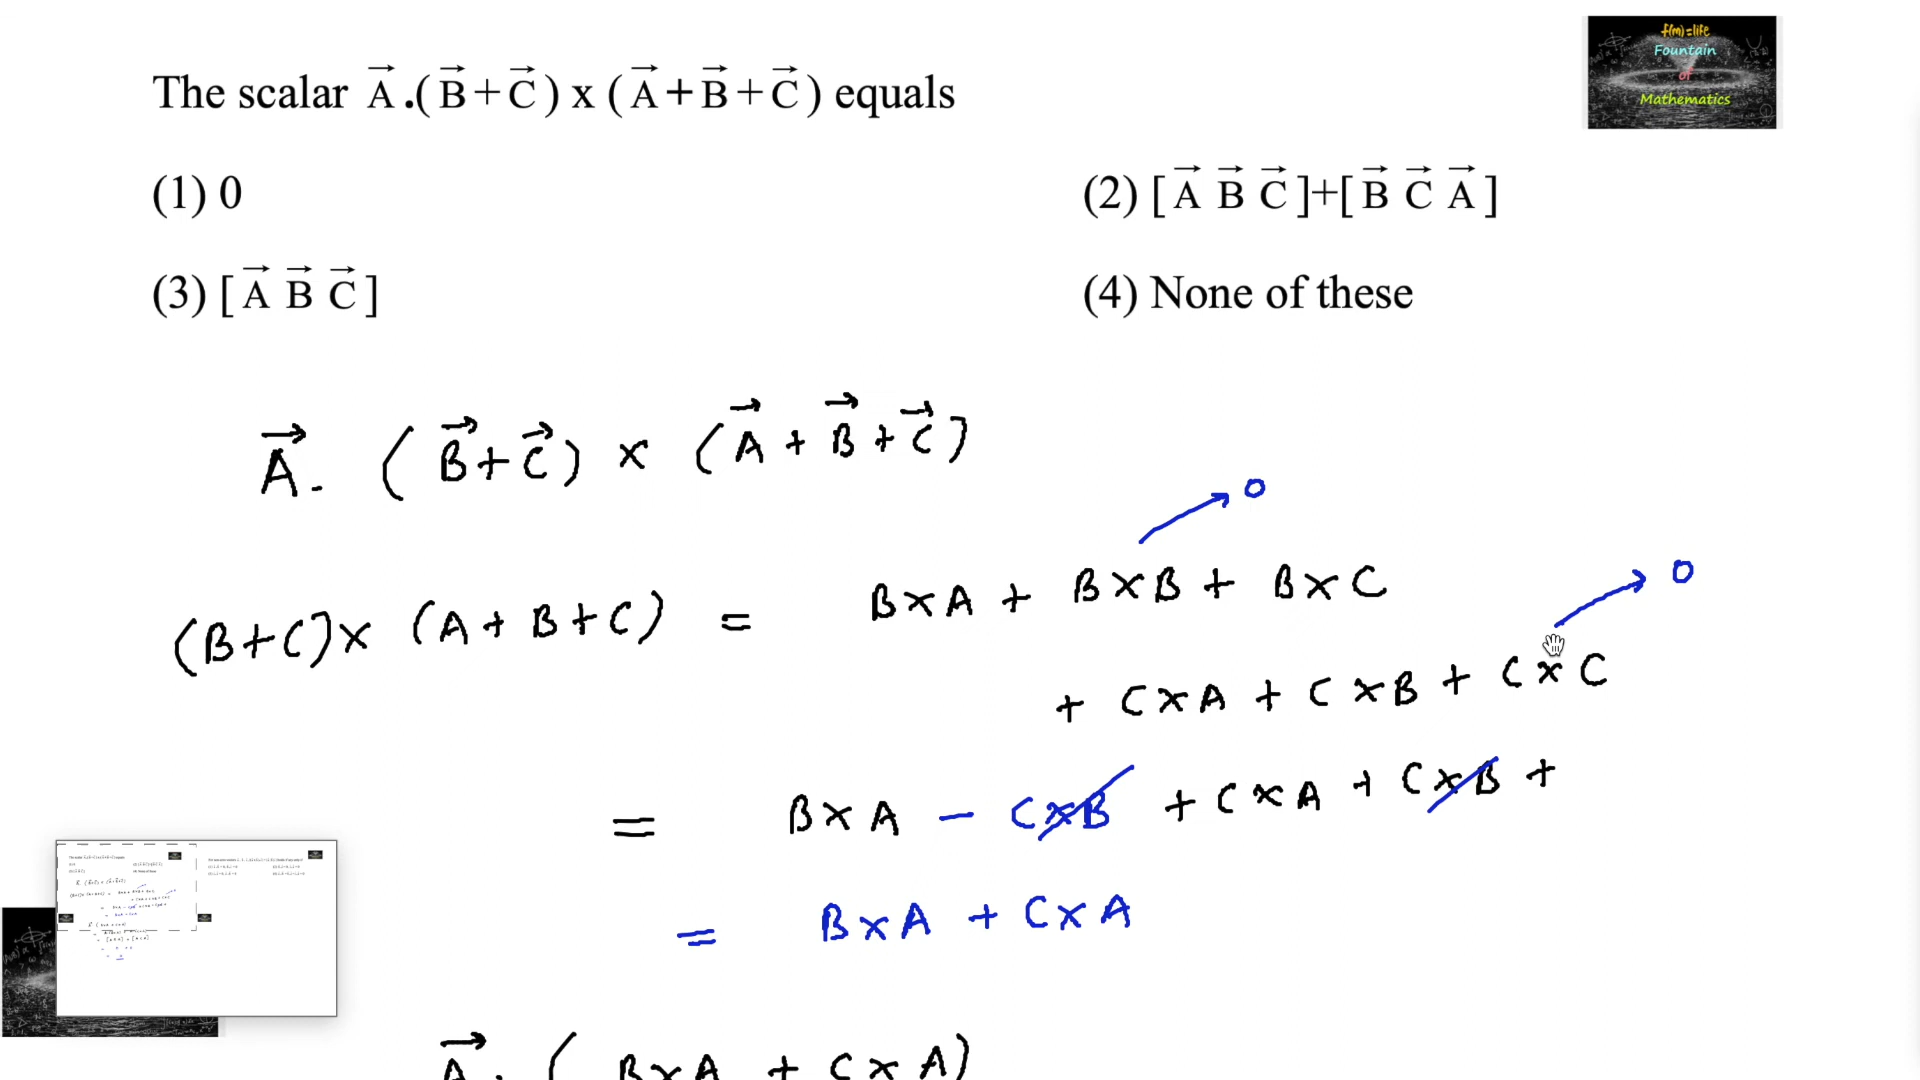 f(m)=life
Fountain
of
Mathematics
The scalar A⃗ .( B⃗ + C⃗ ) x ( A⃗ + B⃗ + C⃗ ) equals
(1) 0
(2) [ A⃗ B⃗ C⃗ ]+[ B⃗ C⃗ A⃗ ]
(3) [ A⃗ B⃗ C⃗ ]
(4) None of these
A⃗ . ( B⃗ + C⃗ ) × ( A⃗ + B⃗ + C⃗ )
0
(B+C)× (A+B+C) = B×A + B×B + B×C
0
+ C×A + C×B + C×C
= B×A - C×B + C×A + C×B +
= B×A + C×A
A⃗ . ( B×A + C×A)